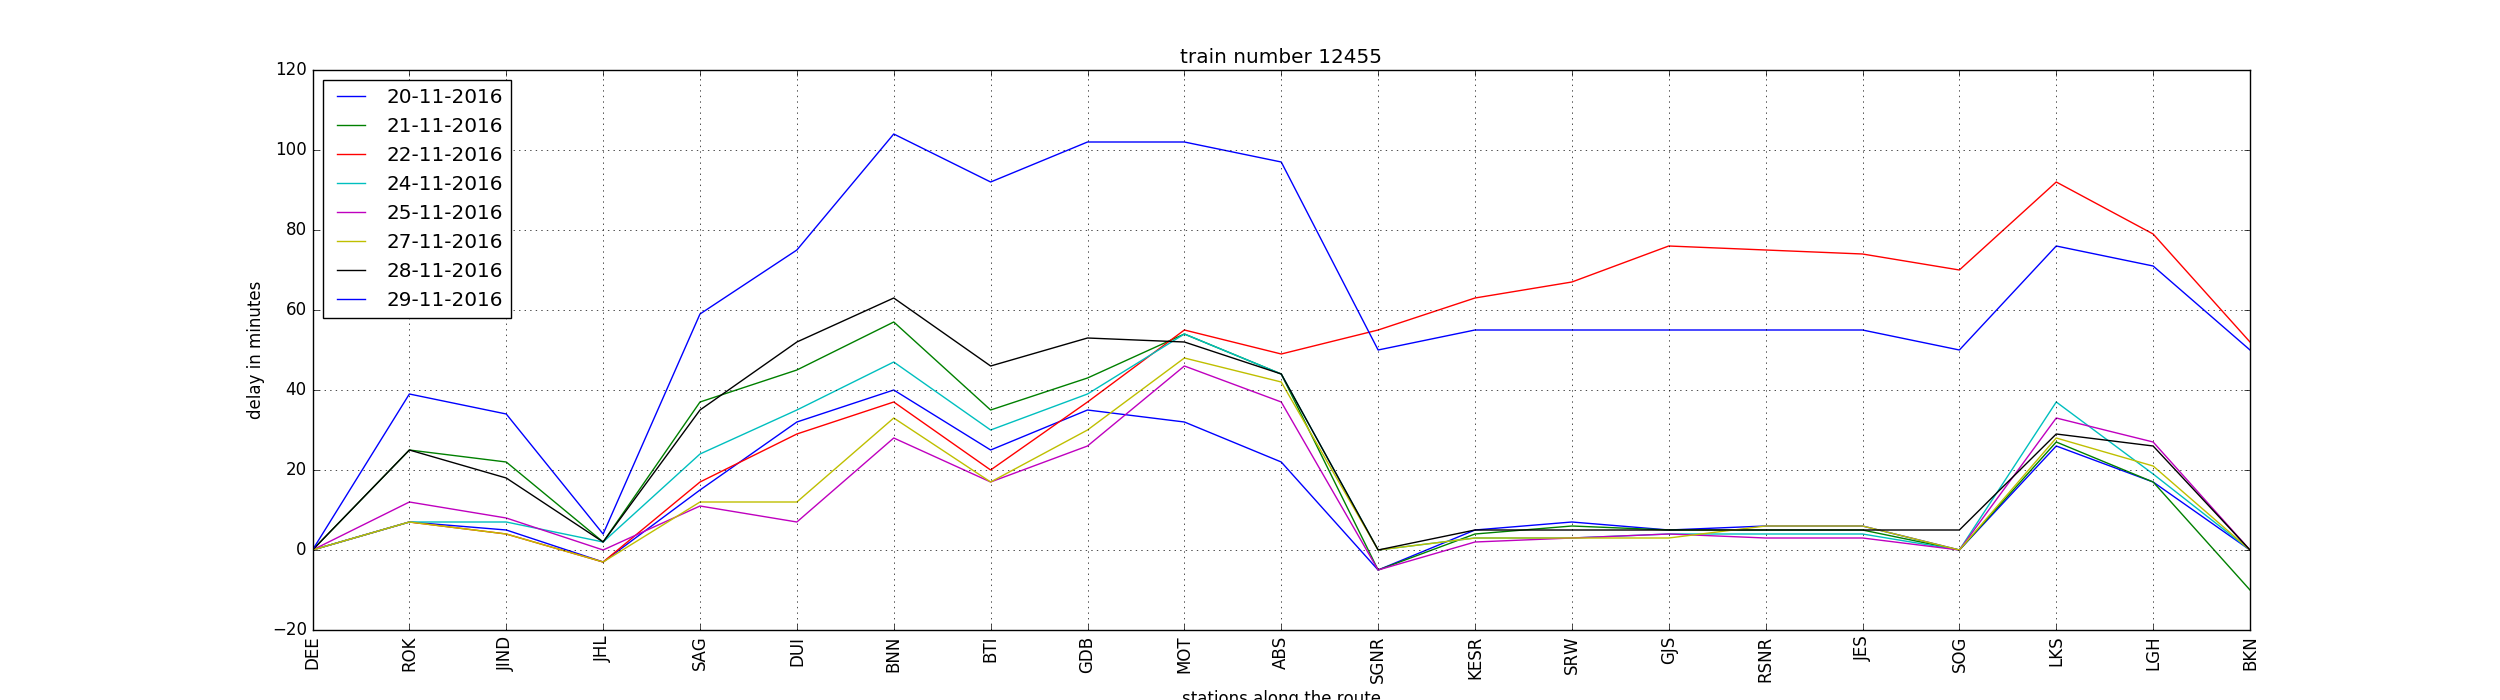 train number 12455
120
100
80
60
40
20
0
−20
delay in minutes
20-11-2016
21-11-2016
22-11-2016
24-11-2016
25-11-2016
27-11-2016
28-11-2016
29-11-2016
DEE
ROK
JIND
JHL
SAG
DUI
BNN
BTI
GDB
MOT
ABS
SGNR
KESR
SRW
GJS
RSNR
JES
SOG
LKS
LGH
BKN
stations along the route